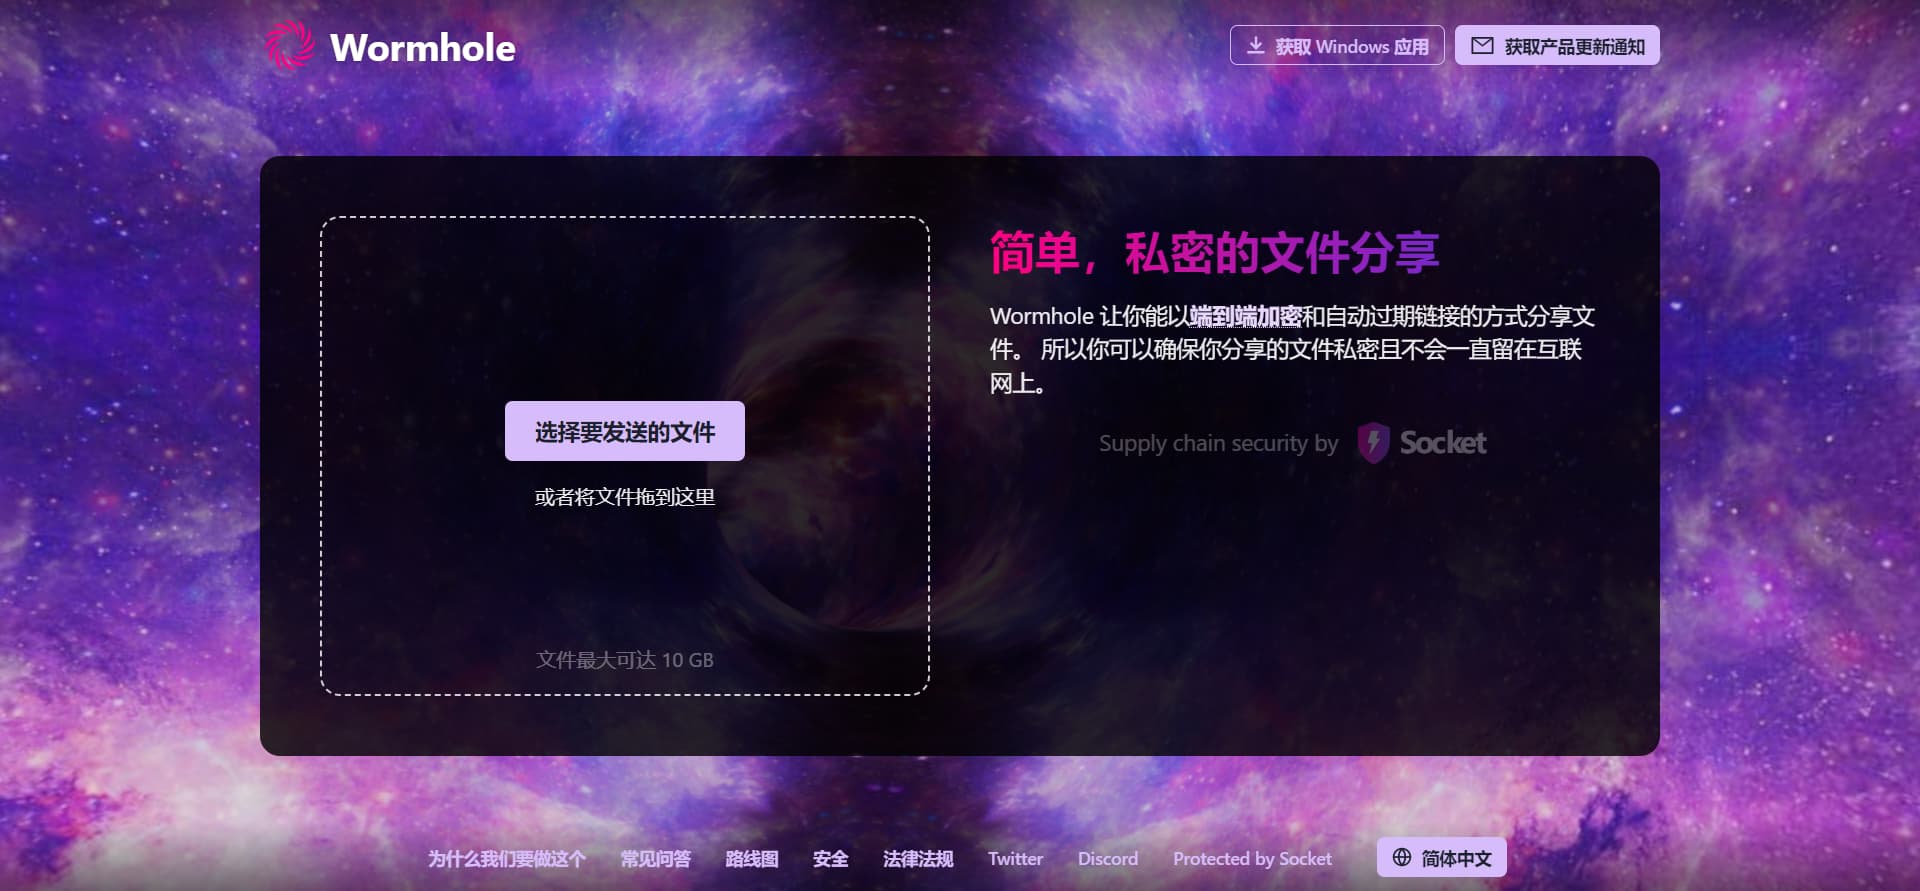 Wormhole
获取 Windows 应用
获取产品更新通知
选择要发送的文件
或者将文件拖到这里
文件最大可达 10 GB
简单，私密的文件分享
Wormhole 让你能以端到端加密和自动过期链接的方式分享文
件。 所以你可以确保你分享的文件私密且不会一直留在互联
网上。
Supply chain security by Socket
为什么我们要做这个 常见问答 路线图 安全 法律法规 Twitter Discord Protected by Socket 简体中文